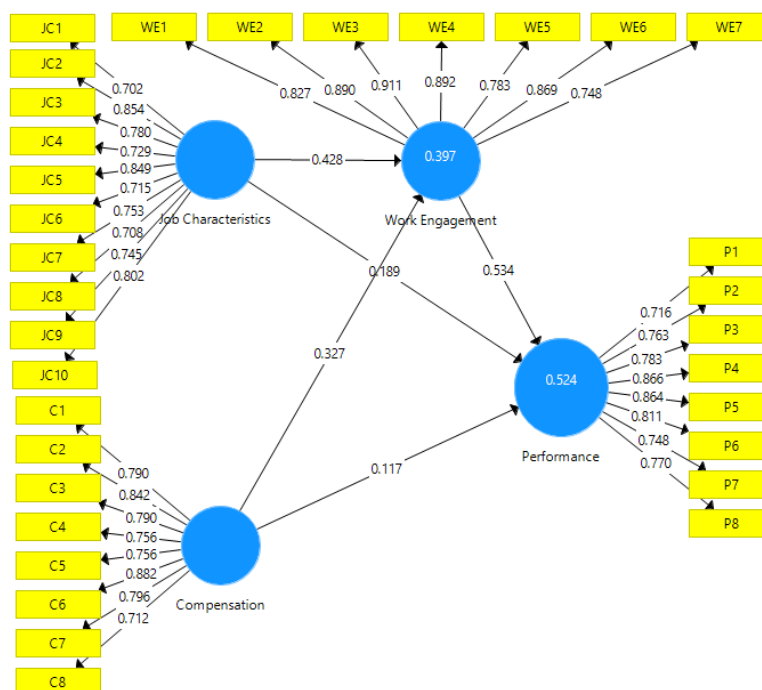 JC1
WE1
WE2
WE3
WE4
WE5
WE6
WE7
JC2
JC3
JC4
JC5
JC6
JC7
JC8
JC9
JC10
0.702
0.854
0.780
0.729
0.849
0.715
0.753
0.708
0.745
0.802
0.827
0.890
0.911
0.892
0.783
0.869
0.748
0.428
0.397
Job Characteristics
Work Engagement
0.189
0.534
0.327
0.117
0.524
Performance
P1
P2
P3
P4
P5
P6
P7
P8
0.716
0.763
0.783
0.866
0.864
0.811
0.748
0.770
C1
C2
C3
C4
C5
C6
C7
C8
0.790
0.842
0.790
0.756
0.756
0.882
0.796
0.712
Compensation